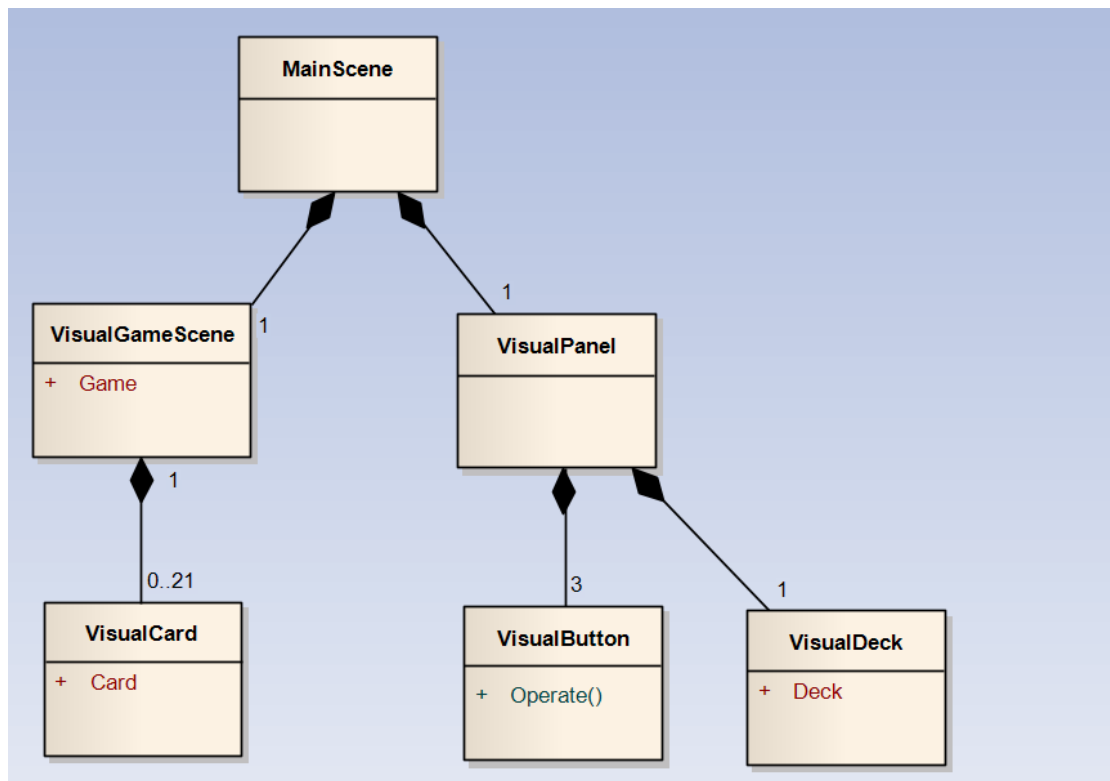 MainScene
1
1
VisualGameScene
+ Game
VisualPanel
1
0..21
3
1
VisualCard
+ Card
VisualButton
+ Operate()
VisualDeck
+ Deck